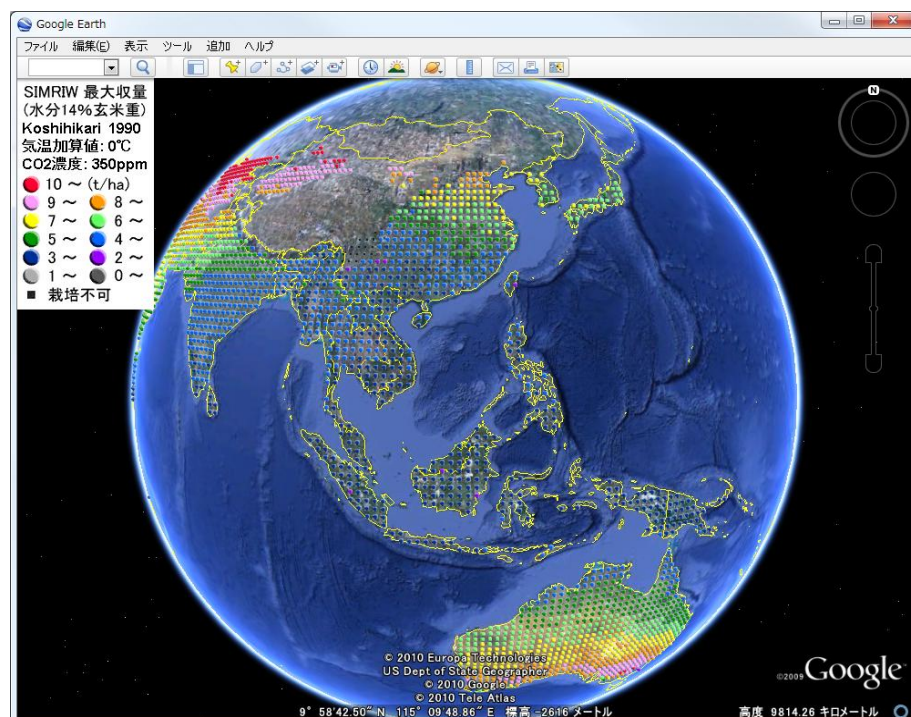 Google Earth
ファイル 編集(E) 表示 ツール 追加 ヘルプ
SIMRIW 最大収量
(水分14%玄米重)
Koshihikari 1990
気温加算値: 0℃
CO2濃度: 350ppm
10 ～ (t/ha)
9 ～ 8 ～
7 ～ 6 ～
5 ～ 4 ～
3 ～ 2 ～
1 ～ 0 ～
■ 栽培不可
N
© 2010 Europa Technologies
US Dept of State Geographer
© 2010 Google
© 2010 Tele Atlas
©2009 Google
9° 58'42.50" N 115° 09'48.86" E 標高 -2616 メートル
高度 9814.26 キロメートル